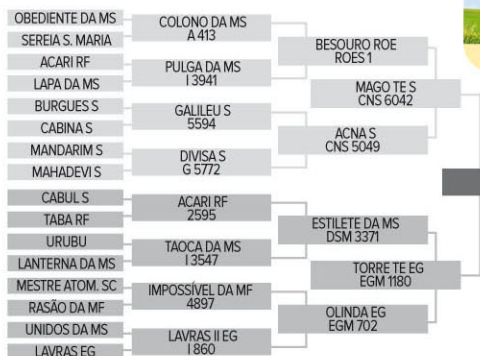 OBEDIENTE DA MS
SEREIA S. MARIA
ACARI RF
LAPA DA MS
BURGUES S
CABINA S
MANDARIM S
MAHADEVI S
CABUL S
TABA RF
URUBU
LANTERNA DA MS
MESTRE ATOM. SC
RASÃO DA MF
UNIDOS DA MS
LAVRAS EG
COLONO DA MS
A 413
PULGA DA MS
I 3941
GALILEU S
5594
DIVISA S
G 5772
ACARI RF
2595
TAOCA DA MS
I 3547
IMPOSSÍVEL DA MF
4897
LAVRAS II EG
I 860
BESOURO ROE
ROES 1
ACNA S
CNS 5049
ESTILETE DA MS
DSM 3371
OLINDA EG
EGM 702
MAGO TE S
CNS 6042
TORRE TE EG
EGM 1180